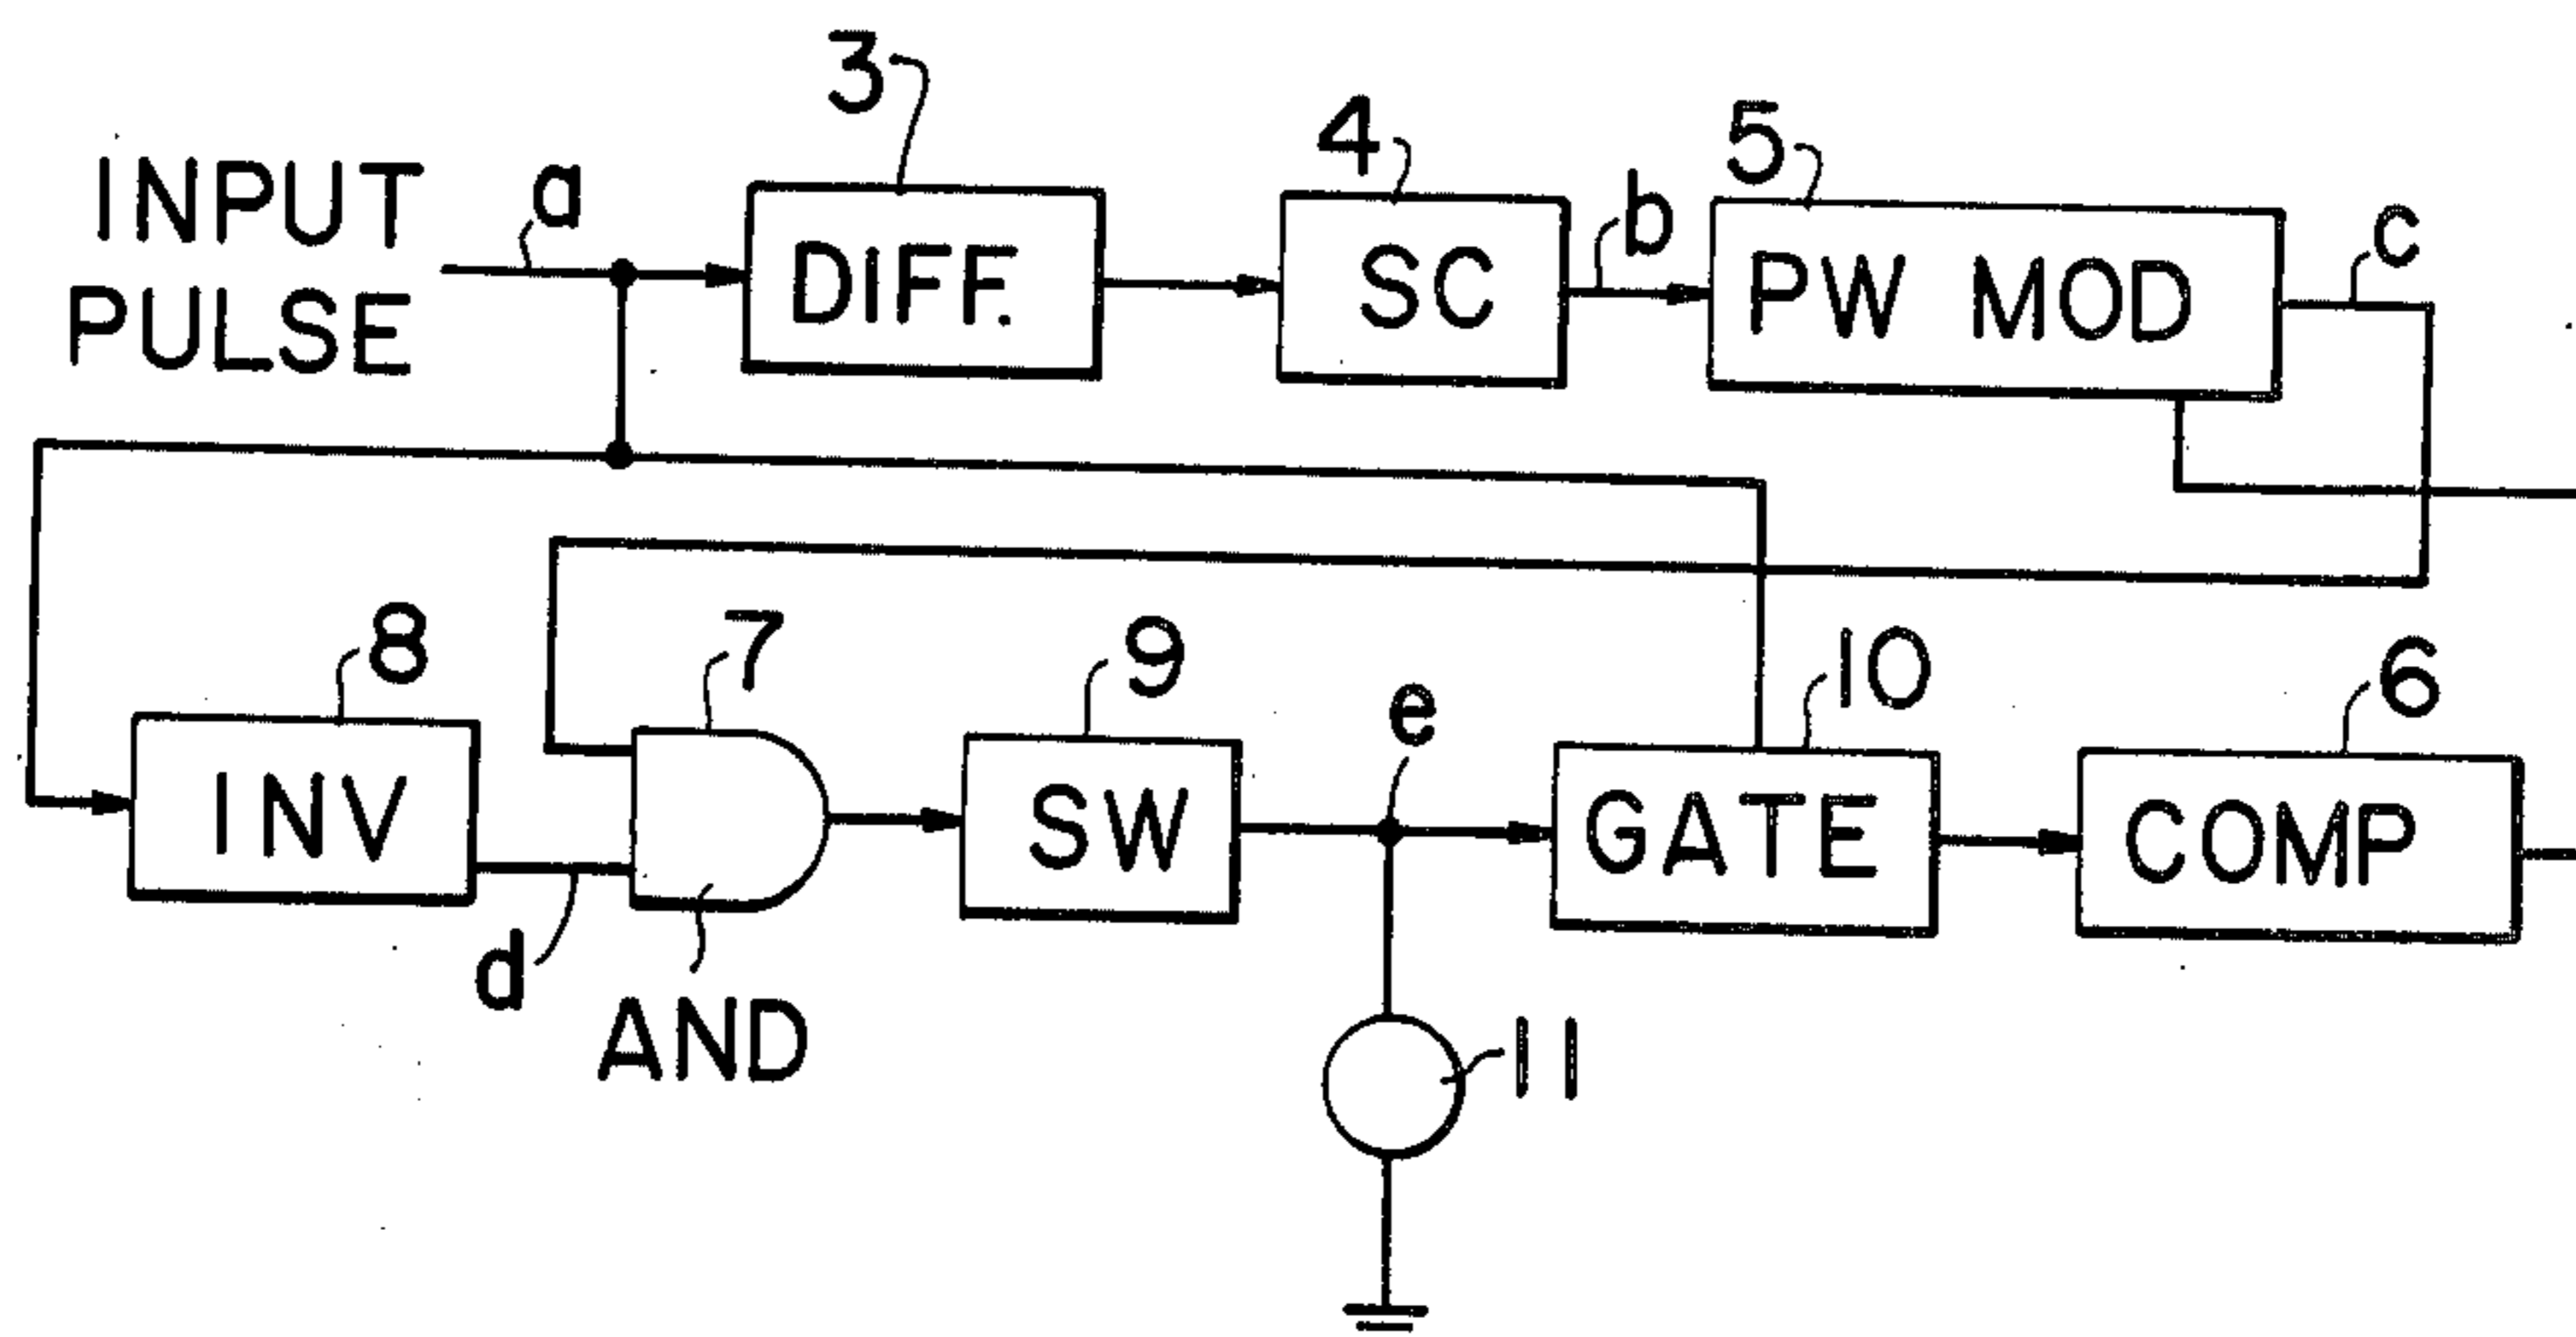 3
4
5
INPUT
PULSE
a
DIFF.
SC
b
PW MOD
c
8
7
9
e
10
6
INV
SW
GATE
COMP
d
AND
11